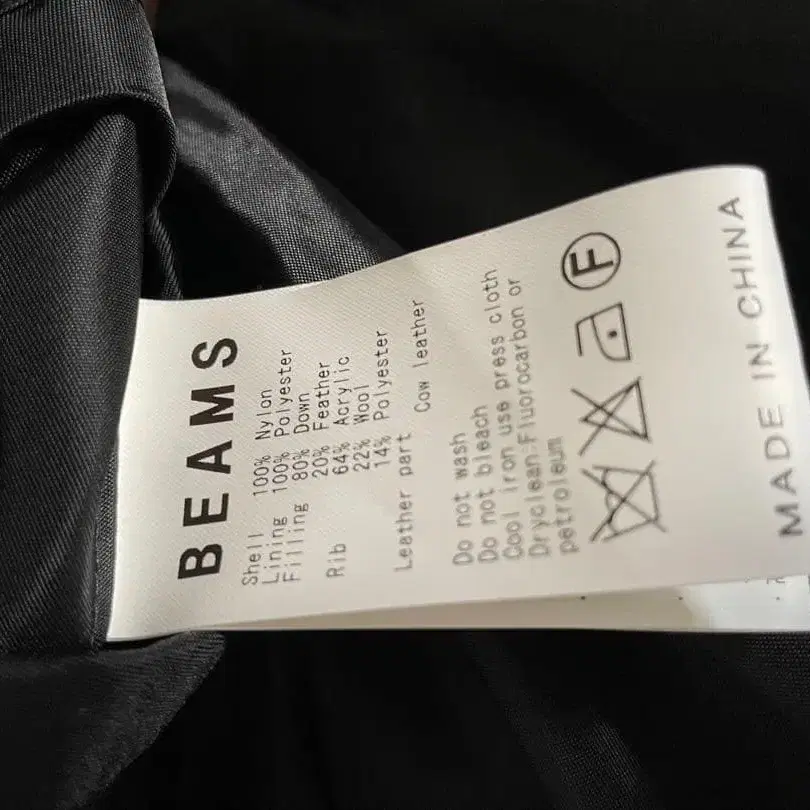 BEAMS
Shell 100% Nylon
Lining 100% Polyester
Filling 80% Down
20% Feather
Rib 64% Acrylic
22% Wool
14% Polyester
Leather part
Cow leather
Do not wash
Do not bleach
Cool iron use press cloth
Dryclean:Fluorocarbon or
petroleum
F
MADE IN CHINA